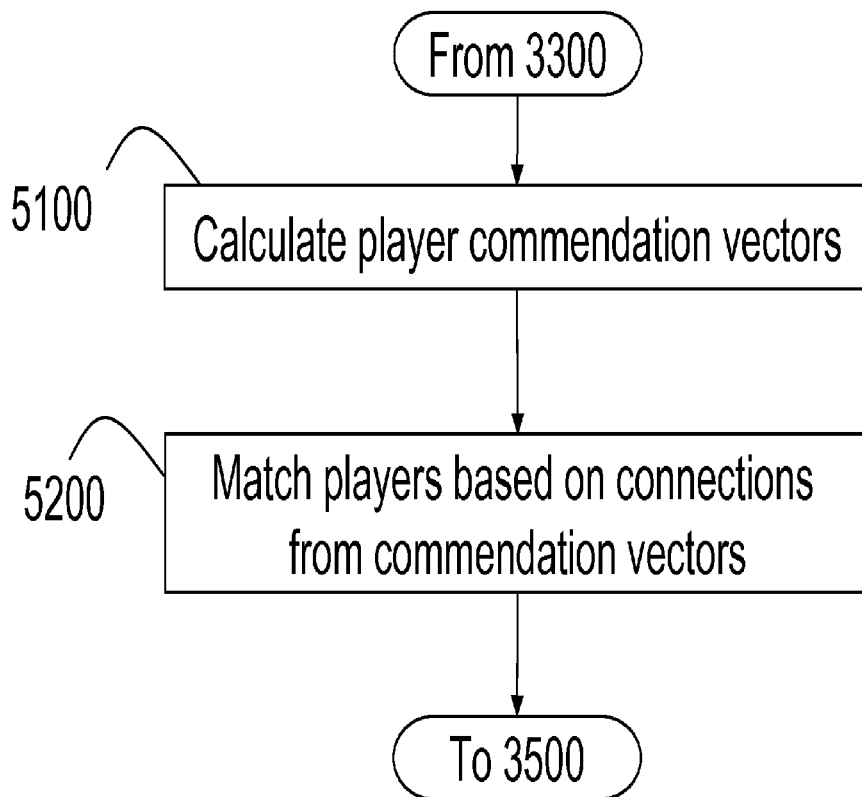 From 3300
5100
Calculate player commendation vectors
5200
Match players based on connections
from commendation vectors
To 3500